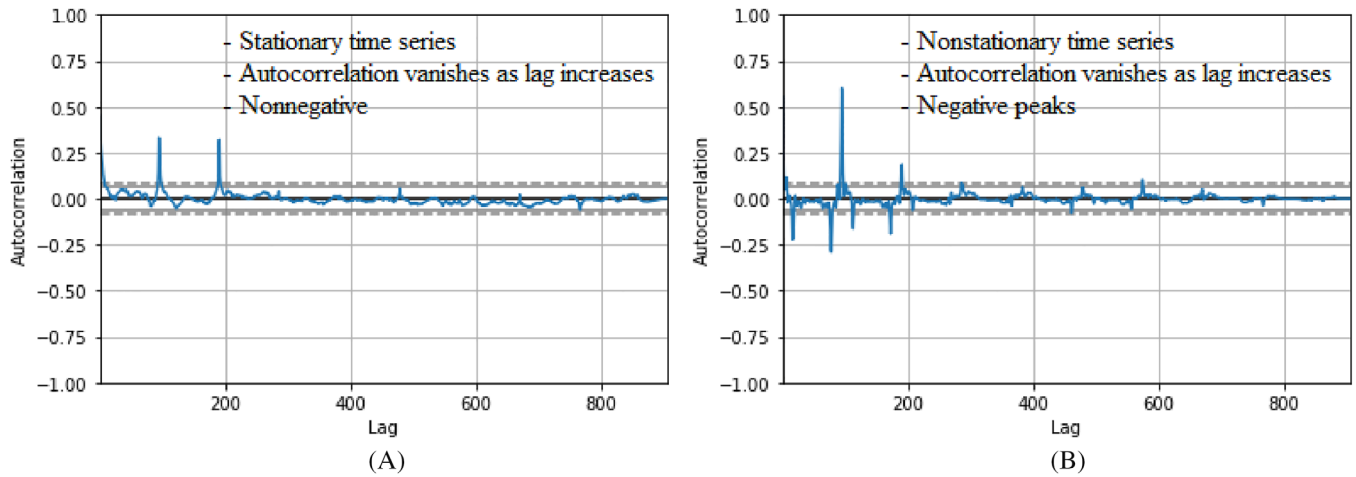 1.00
0.75
0.50
0.25
0.00
−0.25
−0.50
−0.75
−1.00
Autocorrelation
- Stationary time series
- Autocorrelation vanishes as lag increases
- Nonnegative
200
400
600
800
Lag
(A)
1.00
0.75
0.50
0.25
0.00
−0.25
−0.50
−0.75
−1.00
Autocorrelation
- Nonstationary time series
- Autocorrelation vanishes as lag increases
- Negative peaks
200
400
600
800
Lag
(B)